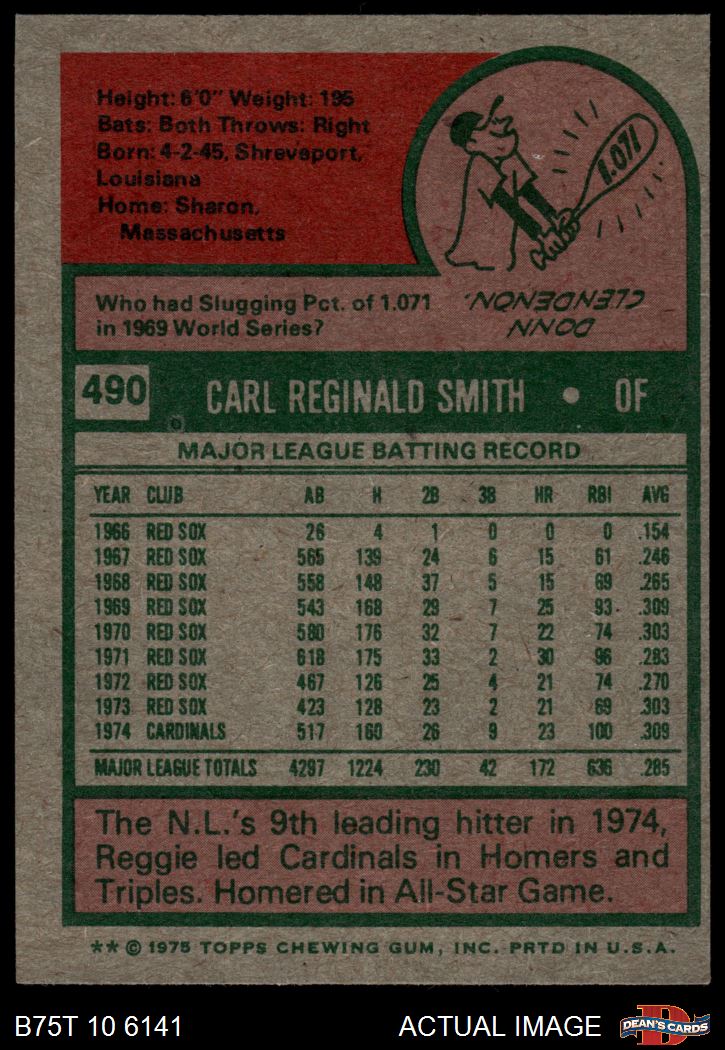 Height: 6'0" Weight: 195
Bats: Both Throws: Right
Born: 4-2-45, Shreveport,
Louisiana
Home: Sharon,
Massachusetts
1.071
Who had Slugging Pct. of 1.071
in 1969 World Series?
DONN
CLENDENON.
490 CARL REGINALD SMITH • OF
MAJOR LEAGUE BATTING RECORD
YEAR CLUB AB H 2B 3B HR RBI AVG
1966 RED SOX 26 4 1 0 0 0 .154
1967 RED SOX 565 139 24 6 15 61 .246
1968 RED SOX 558 148 37 5 15 69 .265
1969 RED SOX 543 168 29 7 25 93 .309
1970 RED SOX 580 176 32 7 22 74 .303
1971 RED SOX 618 175 33 2 30 96 .283
1972 RED SOX 467 126 25 4 21 74 .270
1973 RED SOX 423 128 23 2 21 69 .303
1974 CARDINALS 517 160 26 9 23 100 .309
MAJOR LEAGUE TOTALS 4297 1224 230 42 172 636 .285
The N.L.'s 9th leading hitter in 1974,
Reggie led Cardinals in Homers and
Triples. Homered in All-Star Game.
** © 1975 TOPPS CHEWING GUM, INC. PRTD IN U.S.A.
B75T 10 6141 ACTUAL IMAGE D DEAN'S CARDS